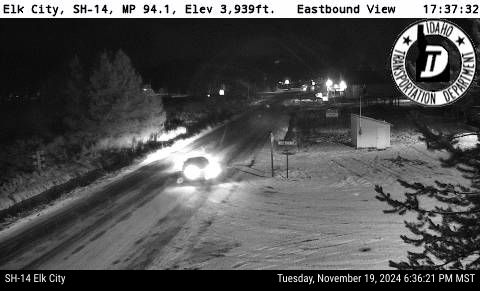 Elk City, SH-14, MP 94.1, Elev 3,939ft. Eastbound View 17:37:32
IDAHO
TRANSPORTATION DEPARTMENT
SH-14 Elk City Tuesday, November 19, 2024 6:36:21 PM MST